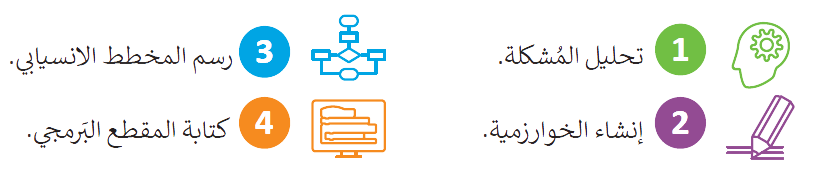 1 تحليل المُشكلة.
2 إنشاء الخوارزمية.
3 رسم المخطط الانسيابي.
4 كتابة المقطع البَرمجي.